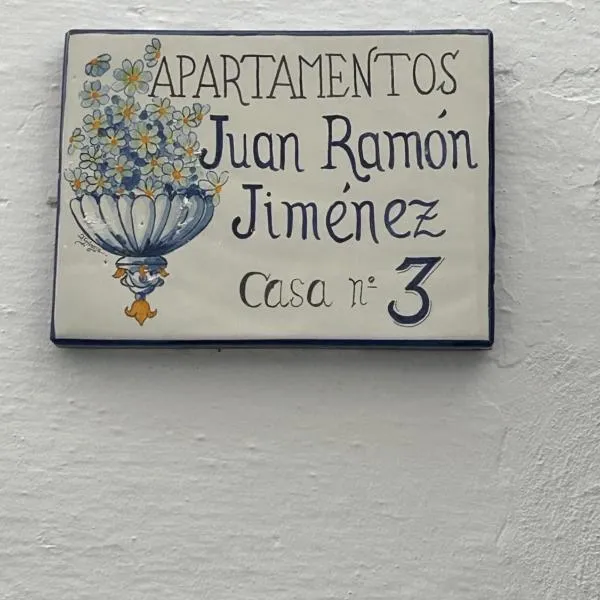 APARTAMENTOS
Juan Ramón
Jiménez
Casa nº 3